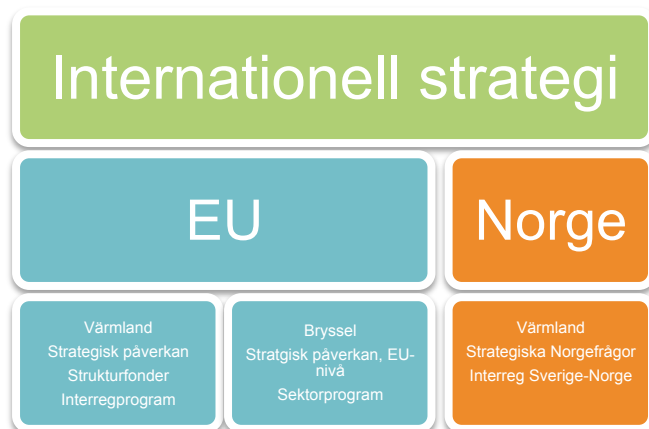 Internationell strategi
EU
Norge
Värmland
Strategisk påverkan
Strukturfonder
Interregprogram
Bryssel
Stratgisk påverkan, EU-
nivå
Sektorprogram
Värmland
Strategiska Norgefrågor
Interreg Sverige-Norge